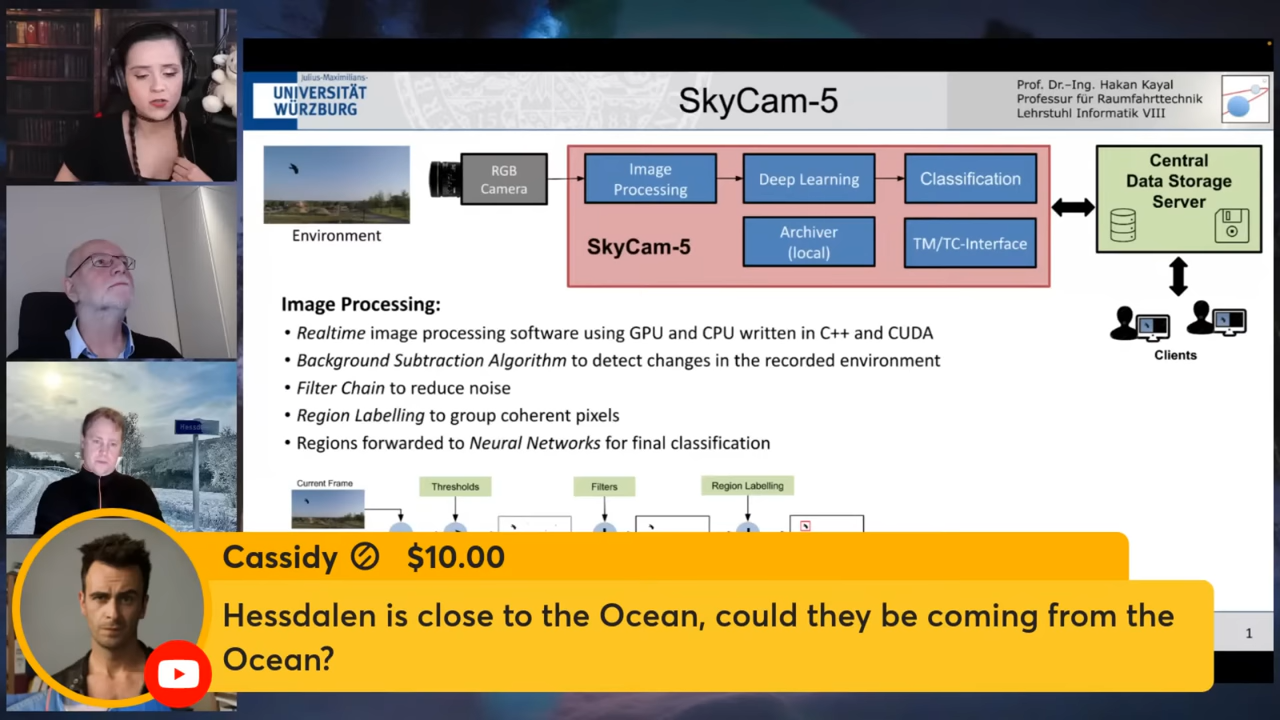 Julius-Maximilians-
UNIVERSITÄT
WÜRZBURG
SkyCam-5
Prof. Dr.-Ing. Hakan Kayal
Professur für Raumfahrttechnik
Lehrstuhl Informatik VIII
Environment
RGB
Camera
Image
Processing
Deep Learning
Classification
SkyCam-5
Archiver
(local)
TM/TC-Interface
Central
Data Storage
Server
Clients
Image Processing:
• Realtime image processing software using GPU and CPU written in C++ and CUDA
• Background Subtraction Algorithm to detect changes in the recorded environment
• Filter Chain to reduce noise
• Region Labelling to group coherent pixels
• Regions forwarded to Neural Networks for final classification
Current Frame
Thresholds
Filters
Region Labelling
1
Cassidy $10.00
Hessdalen is close to the Ocean, could they be coming from the
Ocean?